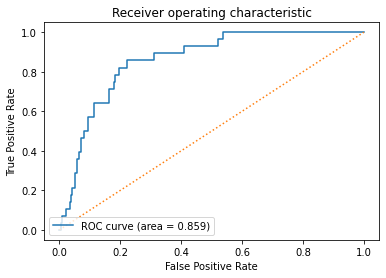 Receiver operating characteristic
1.0
0.8
0.6
0.4
0.2
0.0
True Positive Rate
ROC curve (area = 0.859)
0.0 0.2 0.4 0.6 0.8 1.0
False Positive Rate